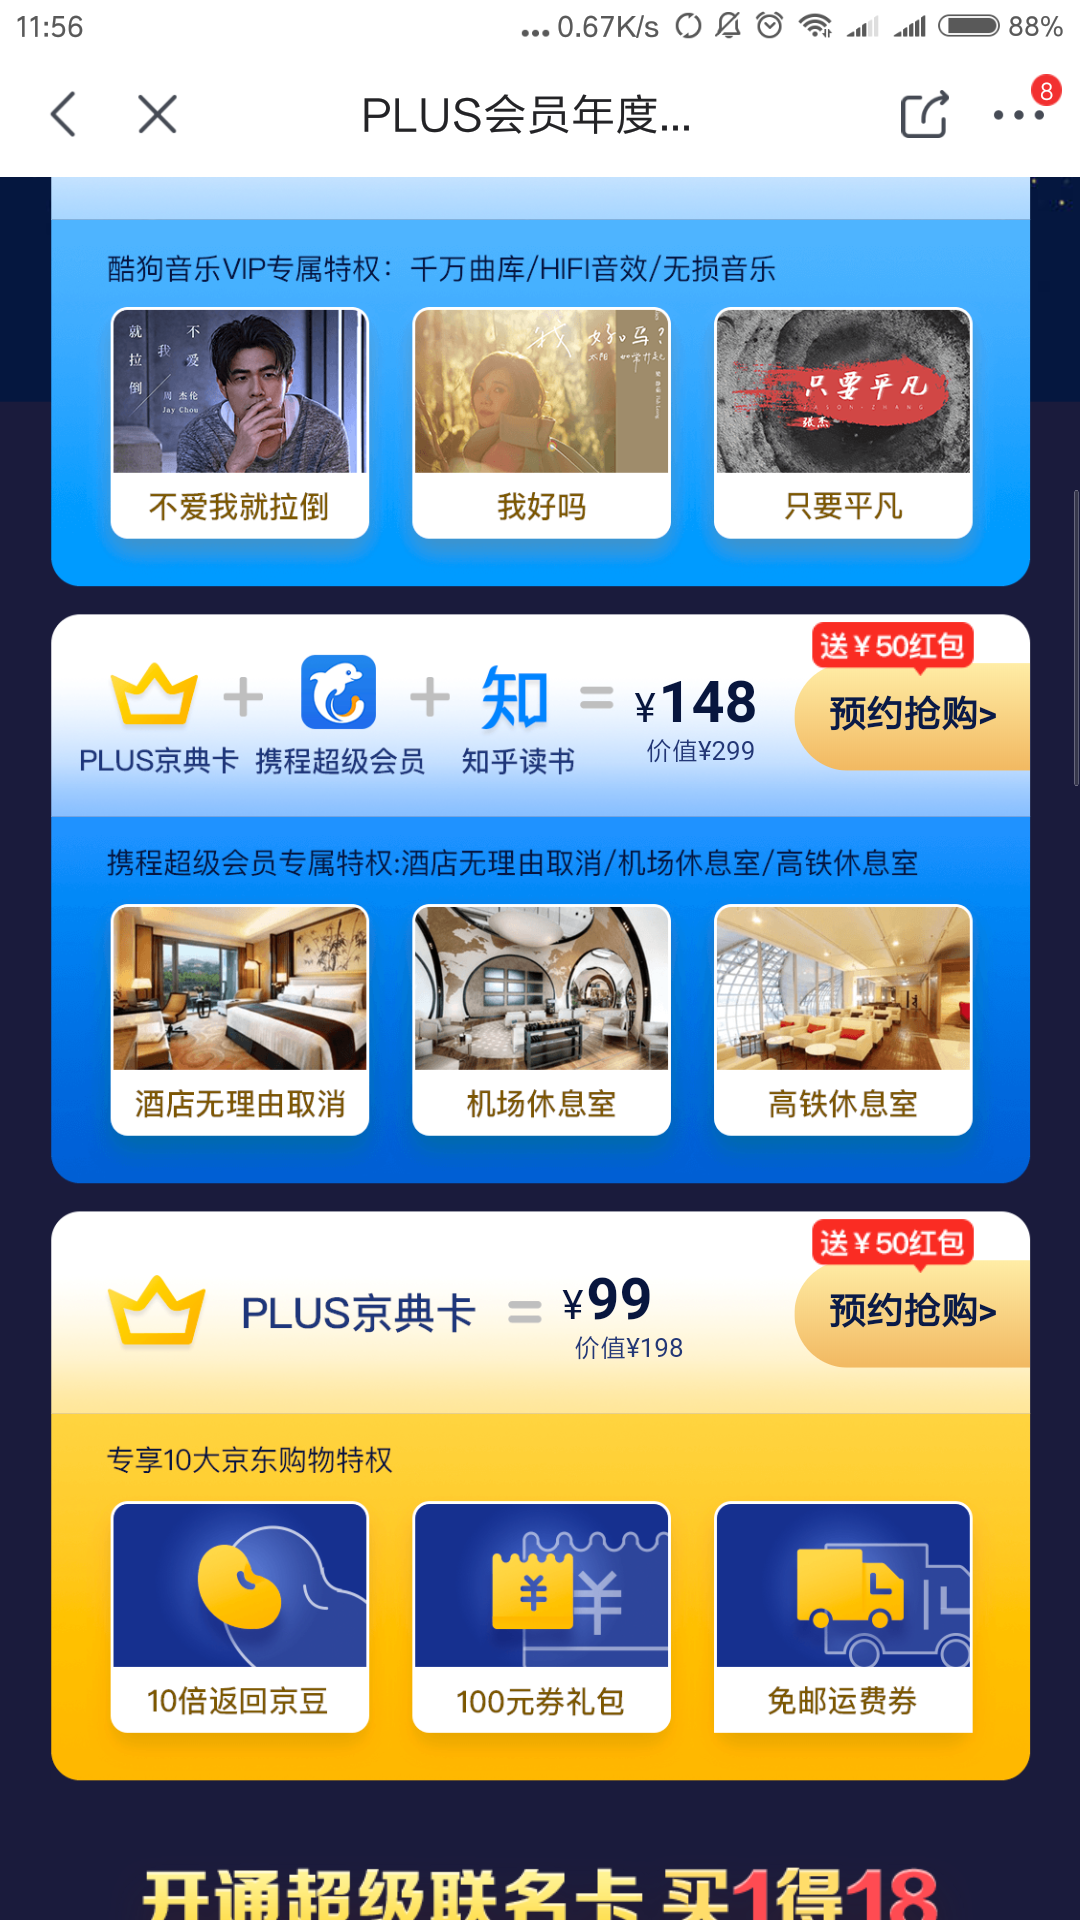 11:56
... 0.67K/s 88%
PLUS会员年度...
8
酷狗音乐VIP专属特权：千万曲库/HIFI音效/无损音乐
就 不
我
拉 爱
倒
周杰伦
Jay Chou
我好吗?
只要平凡
JASON-ZHANG
张杰
不爱我就拉倒
我好吗
只要平凡
送¥50红包
知
¥148
预约抢购>
PLUS京典卡 携程超级会员 知乎读书
价值¥299
携程超级会员专属特权:酒店无理由取消/机场休息室/高铁休息室
酒店无理由取消
机场休息室
高铁休息室
送¥50红包
PLUS京典卡 = ¥99
预约抢购>
价值¥198
专享10大京东购物特权
¥ ¥
10倍返回京豆
100元券礼包
免邮运费券
开通超级联名卡 买1得18